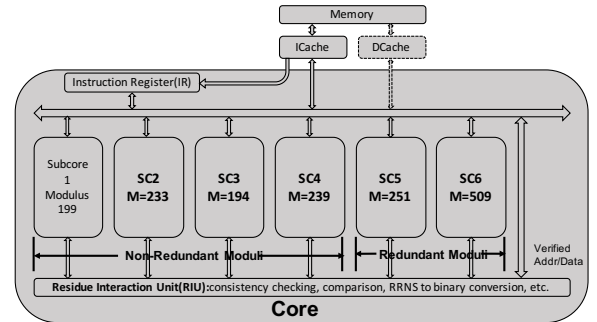 Memory
ICache
DCache
Instruction Register(IR)
Subcore
1
Modulus
199
SC2
M=233
SC3
M=194
SC4
M=239
SC5
M=251
SC6
M=509
Non-Redundant Moduli
Redundant Moduli
Verified
Addr/Data
Residue Interaction Unit(RIU):consistency checking, comparison, RRNS to binary conversion, etc.
Core